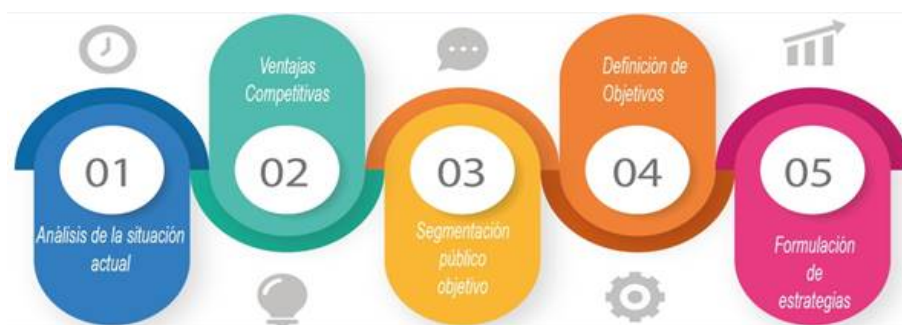 01
Análisis de la situación
actual
Ventajas
Competitivas
02
03
Segmentación
público
objetivo
Definición de
Objetivos
04
05
Formulación
de
estrategias